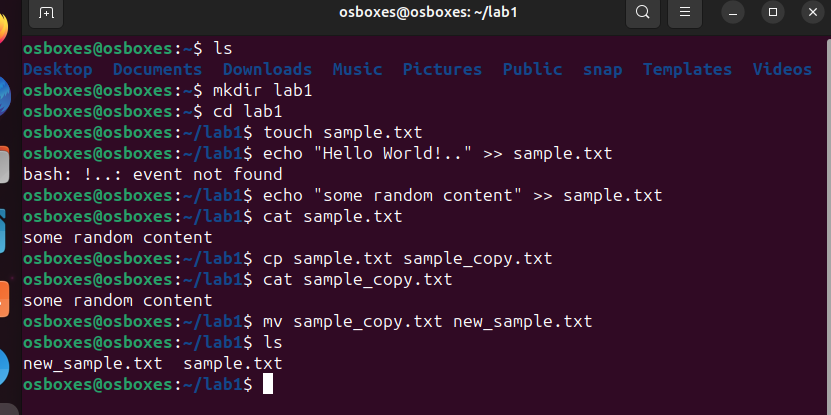 osboxes@osboxes: ~/lab1
osboxes@osboxes:~$ ls
Desktop  Documents  Downloads  Music  Pictures  Public  snap  Templates  Videos
osboxes@osboxes:~$ mkdir lab1
osboxes@osboxes:~$ cd lab1
osboxes@osboxes:~/lab1$ touch sample.txt
osboxes@osboxes:~/lab1$ echo "Hello World!.." >> sample.txt
bash: !..: event not found
osboxes@osboxes:~/lab1$ echo "some random content" >> sample.txt
osboxes@osboxes:~/lab1$ cat sample.txt
some random content
osboxes@osboxes:~/lab1$ cp sample.txt sample_copy.txt
osboxes@osboxes:~/lab1$ cat sample_copy.txt
some random content
osboxes@osboxes:~/lab1$ mv sample_copy.txt new_sample.txt
osboxes@osboxes:~/lab1$ ls
new_sample.txt  sample.txt
osboxes@osboxes:~/lab1$